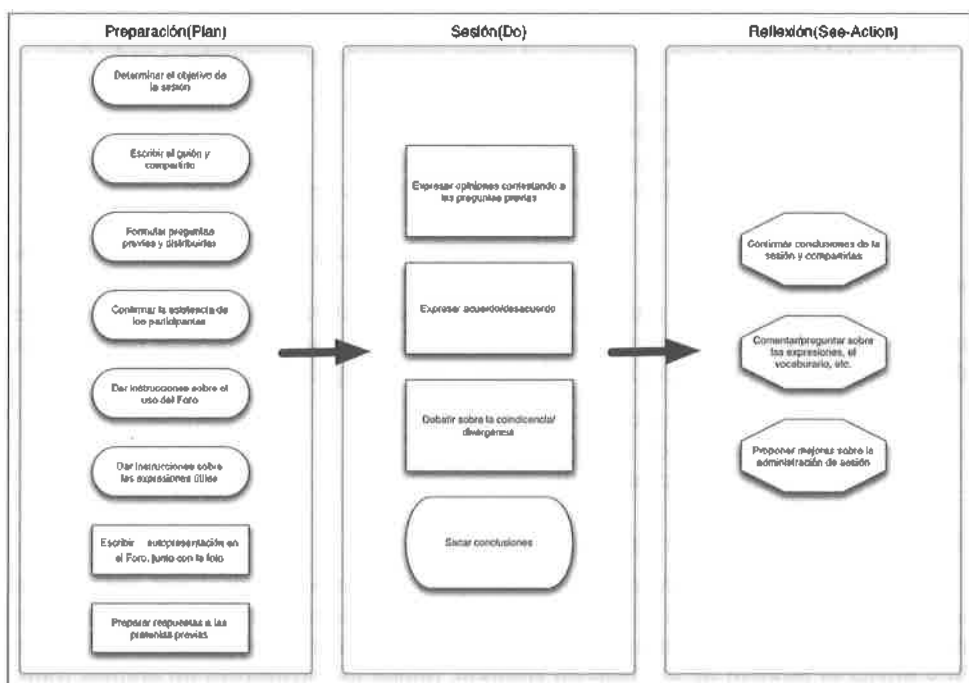 Preparación(Plan)
Determinar el objetivo de
la sesión
Escribir el guión y
compartirlo
Formular preguntas
previas y distribuirlas
Confirmar la asistencia de
los participantes
Dar instrucciones sobre el
uso del Foro
Dar instrucciones sobre
las expresiones útiles
Escribir autopresentación en
el Foro, junto con la foto
Preparar respuestas a las
previas
Sesión(Do)
Expresar opiniones contestando a
las preguntas previas
Expresar acuerdo/desacuerdo
Debatir sobre la coindicencia/
divergencia
Sacar conclusiones
Reflexión(See-Action)
Confirmar conclusiones de la
sesión y compartirlas
Comentar/preguntar sobre
las expresiones, el
vocaburario, etc.
Proponer mejoras sobre la
administración de sesión